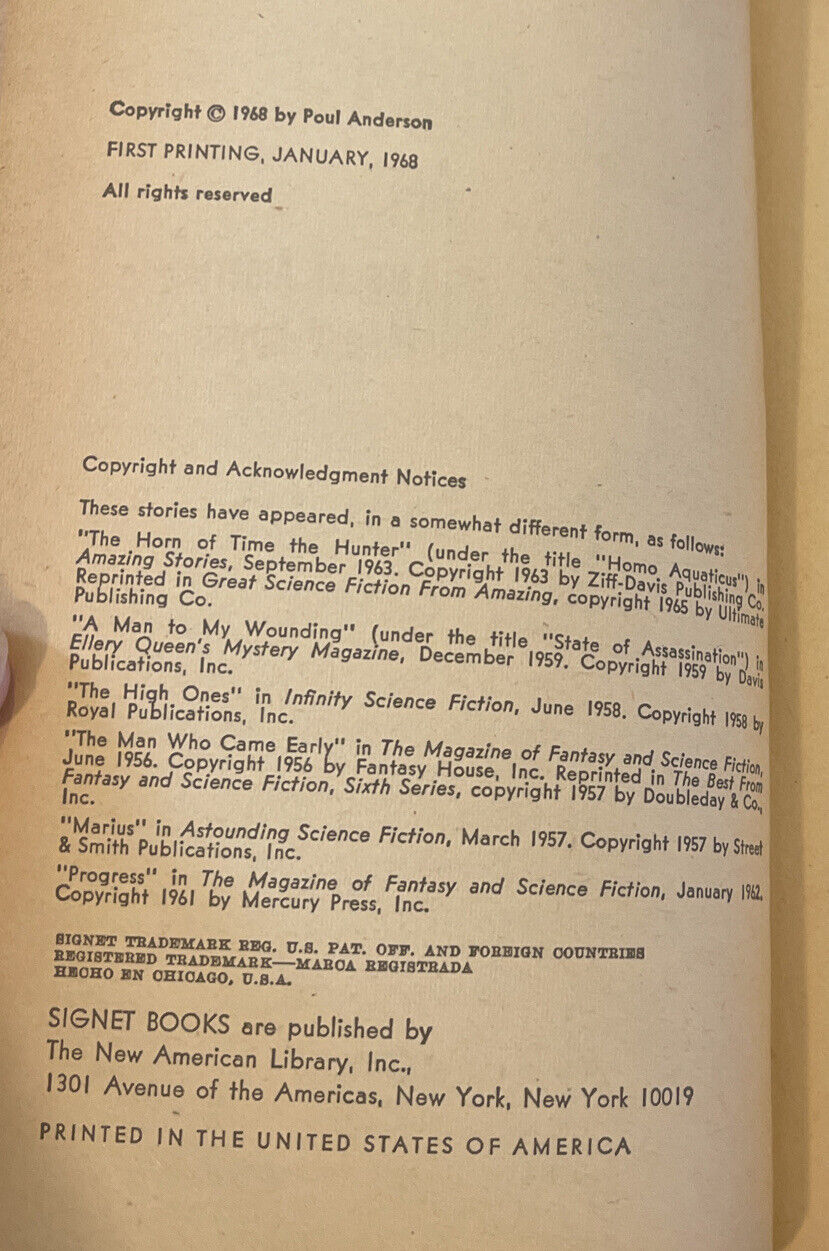 Copyright © 1968 by Poul Anderson
FIRST PRINTING, JANUARY, 1968
All rights reserved
Copyright and Acknowledgment Notices
These stories have appeared, in a somewhat different form, as follows:
"The Horn of Time the Hunter" (under the title "Homo Aquaticus") in
Amazing Stories, September 1963. Copyright 1963 by Ziff-Davis Publishing Co.
Reprinted in Great Science Fiction From Amazing, copyright 1965 by Ultimate
Publishing Co.
"A Man to My Wounding" (under the title "State of Assassination") in
Ellery Queen's Mystery Magazine, December 1959. Copyright 1959 by Davis
Publications, Inc.
"The High Ones" in Infinity Science Fiction, June 1958. Copyright 1958 by
Royal Publications, Inc.
"The Man Who Came Early" in The Magazine of Fantasy and Science Fiction,
June 1956. Copyright 1956 by Fantasy House, Inc. Reprinted in The Best From
Fantasy and Science Fiction, Sixth Series, copyright 1957 by Doubleday & Co.,
Inc.
"Marius" in Astounding Science Fiction, March 1957. Copyright 1957 by Street
& Smith Publications, Inc.
"Progress" in The Magazine of Fantasy and Science Fiction, January 1962.
Copyright 1961 by Mercury Press, Inc.
SIGNET TRADEMARK REG. U.S. PAT. OFF. AND FOREIGN COUNTRIES
REGISTERED TRADEMARK—MARCA REGISTRADA
HECHO EN CHICAGO, U.S.A.
SIGNET BOOKS are published by
The New American Library, Inc.,
1301 Avenue of the Americas, New York, New York 10019
PRINTED IN THE UNITED STATES OF AMERICA